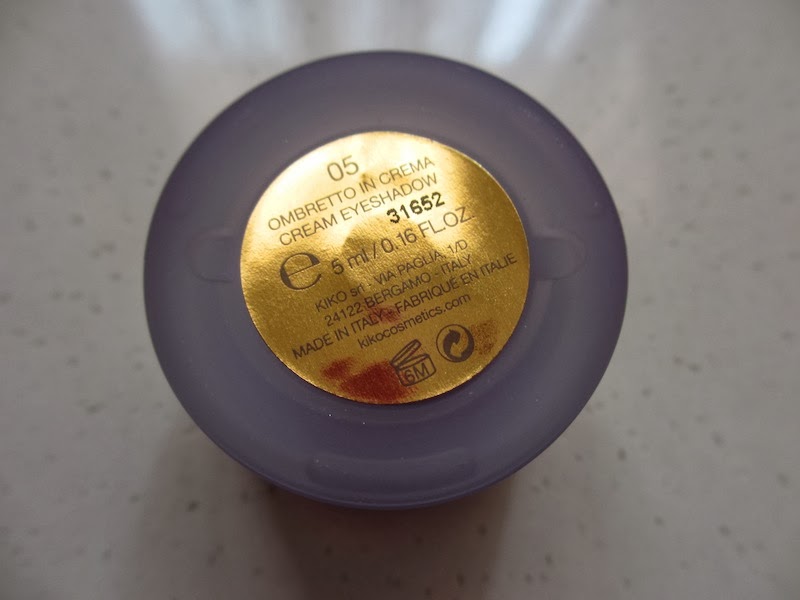 05
OMBRETTO IN CREMA
CREAM EYESHADOW
31652
e 5 ml / 0.16 FL.OZ.
KIKO srl - VIA PAGLIA, 1/D
24122 BERGAMO - ITALY
MADE IN ITALY - FABRIQUÉ EN ITALIE
kikocosmetics.com
6M